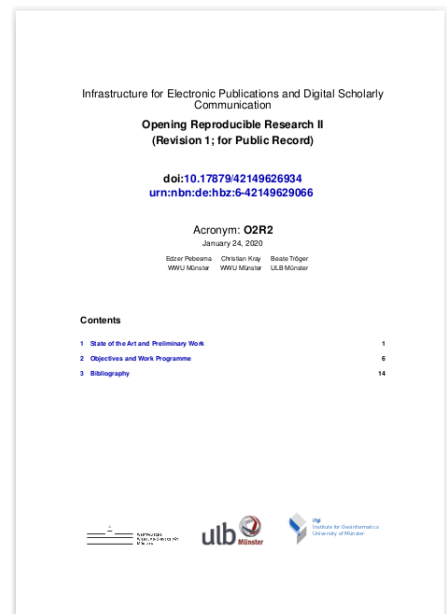 Infrastructure for Electronic Publications and Digital Scholarly
Communication
Opening Reproducible Research II
(Revision 1; for Public Record)
doi:10.17879/42149626934
urn:nbn:de:hbz:6-42149629066
Acronym: O2R2
January 24, 2020
Edzer Pebesma Christian Kray Beate Tröger
WWU Münster WWU Münster ULB Münster
Contents
1 State of the Art and Preliminary Work 1
2 Objectives and Work Programme 6
3 Bibliography 14
ulb Münster
ifgi
Institute for Geoinformatics
University of Münster